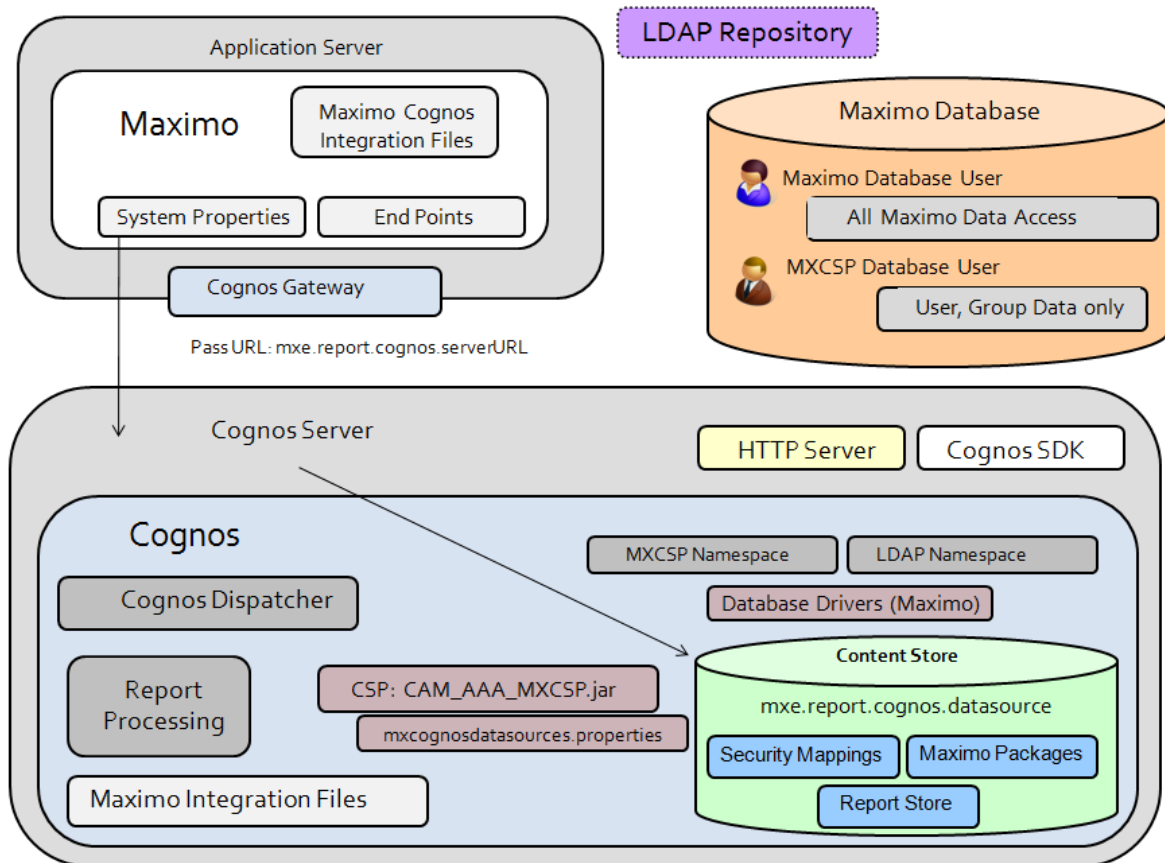 LDAP Repository
Application Server
Maximo
Maximo Cognos
Integration Files
System Properties
End Points
Cognos Gateway
Pass URL: mxe.report.cognos.serverURL
Maximo Database
Maximo Database User
All Maximo Data Access
MXCSP Database User
User, Group Data only
Cognos Server
HTTP Server
Cognos SDK
Cognos
MXCSP Namespace
LDAP Namespace
Cognos Dispatcher
Database Drivers (Maximo)
Report
Processing
CSP: CAM_AAA_MXCSP.jar
mxcognosdatasources.properties
Maximo Integration Files
Content Store
mxe.report.cognos.datasource
Security Mappings
Maximo Packages
Report Store